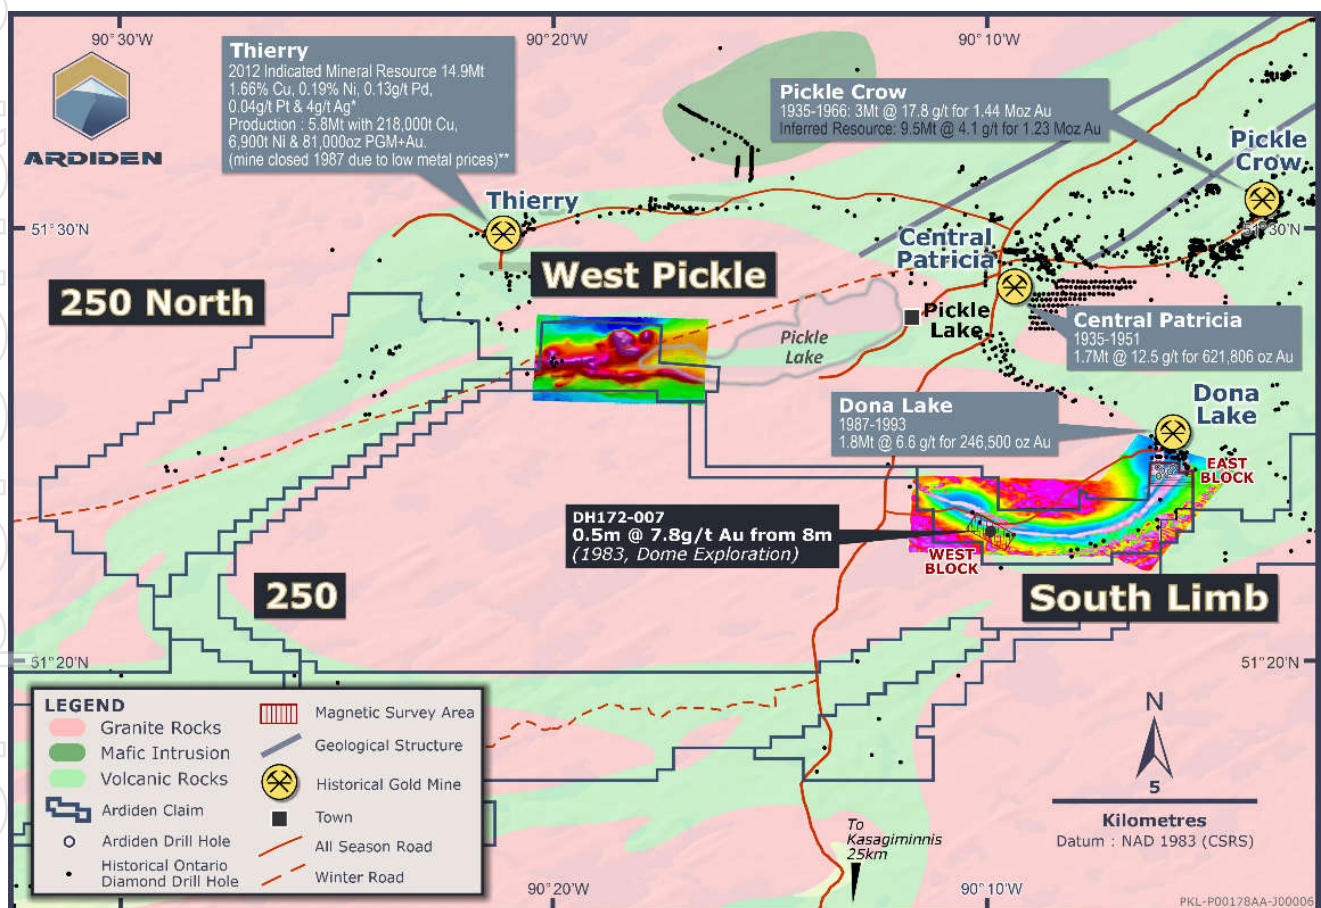 90°30'W
90°20'W
90°10'W
ARDIDEN
Thierry
2012 Indicated Mineral Resource 14.9Mt
1.66% Cu, 0.19% Ni, 0.13g/t Pd,
0.04g/t Pt & 4g/t Ag*
Production : 5.8Mt with 218,000t Cu,
6,900t Ni & 81,000oz PGM+Au.
(mine closed 1987 due to low metal prices)**
Pickle Crow
1935-1966: 3Mt @ 17.8 g/t for 1.44 Moz Au
Inferred Resource: 9.5Mt @ 4.1 g/t for 1.23 Moz Au
Pickle
Crow
Thierry
51°30'N
51°30'N
Central
Patricia
West Pickle
250 North
Pickle
Lake
Pickle
Lake
Central Patricia
1935-1951
1.7Mt @ 12.5 g/t for 621,806 oz Au
Dona
Lake
Dona Lake
1987-1993
1.8Mt @ 6.6 g/t for 246,500 oz Au
EAST
BLOCK
DH172-007
0.5m @ 7.8g/t Au from 8m
(1983, Dome Exploration)
WEST
BLOCK
250
South Limb
51°20'N
51°20'N
LEGEND
Granite Rocks
Mafic Intrusion
Volcanic Rocks
Ardiden Claim
Ardiden Drill Hole
Historical Ontario
Diamond Drill Hole
Magnetic Survey Area
Geological Structure
Historical Gold Mine
Town
All Season Road
Winter Road
N
5
Kilometres
Datum : NAD 1983 (CSRS)
To
Kasagiminnis
25km
90°20'W
90°10'W
PKL-P00178AA-J00006